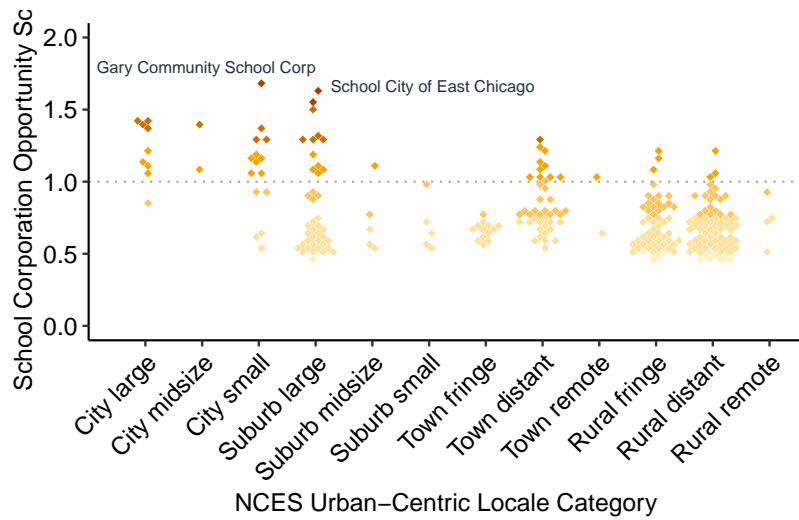 School Corporation Opportunity Sc
2.0
1.5
1.0
0.5
0.0
Gary Community School Corp
School City of East Chicago
City large
City midsize
City small
Suburb large
Suburb midsize
Suburb small
Town fringe
Town distant
Town remote
Rural fringe
Rural distant
Rural remote
NCES Urban−Centric Locale Category